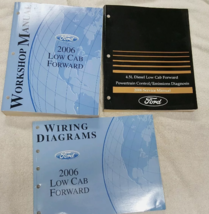 WORKSHOP MANUAL
Ford
2006
LOW CAB
FORWARD
4.5L Diesel Low Cab Forward
Powertrain Control/Emissions Diagnosis
Ford
WIRING
DIAGRAMS
Ford
2006
LOW CAB
FORWARD